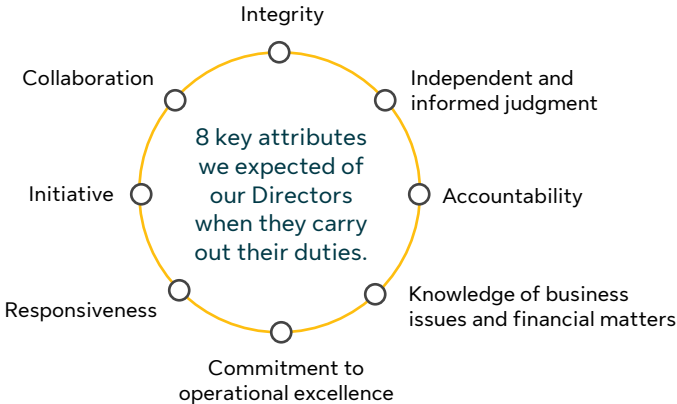 Integrity
Collaboration
Independent and
informed judgment
8 key attributes
we expected of
our Directors
when they carry
out their duties.
Initiative
Accountability
Responsiveness
Knowledge of business
issues and financial matters
Commitment to
operational excellence